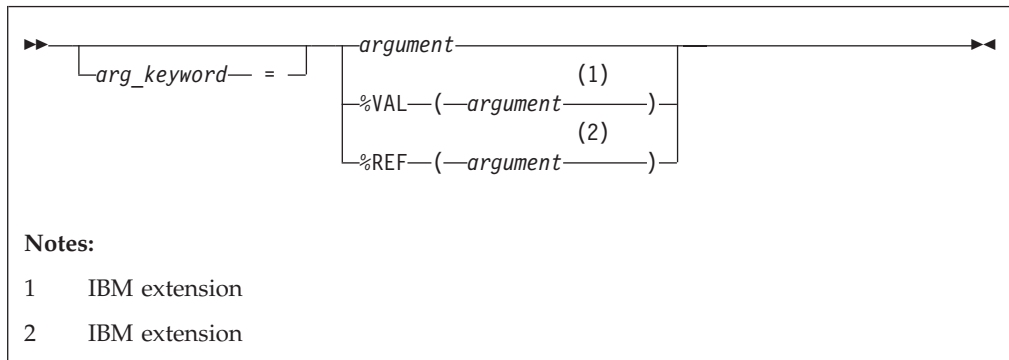 argument
arg_keyword =
(1)
%VAL ( argument )
(2)
%REF ( argument )
Notes:
1 IBM extension
2 IBM extension